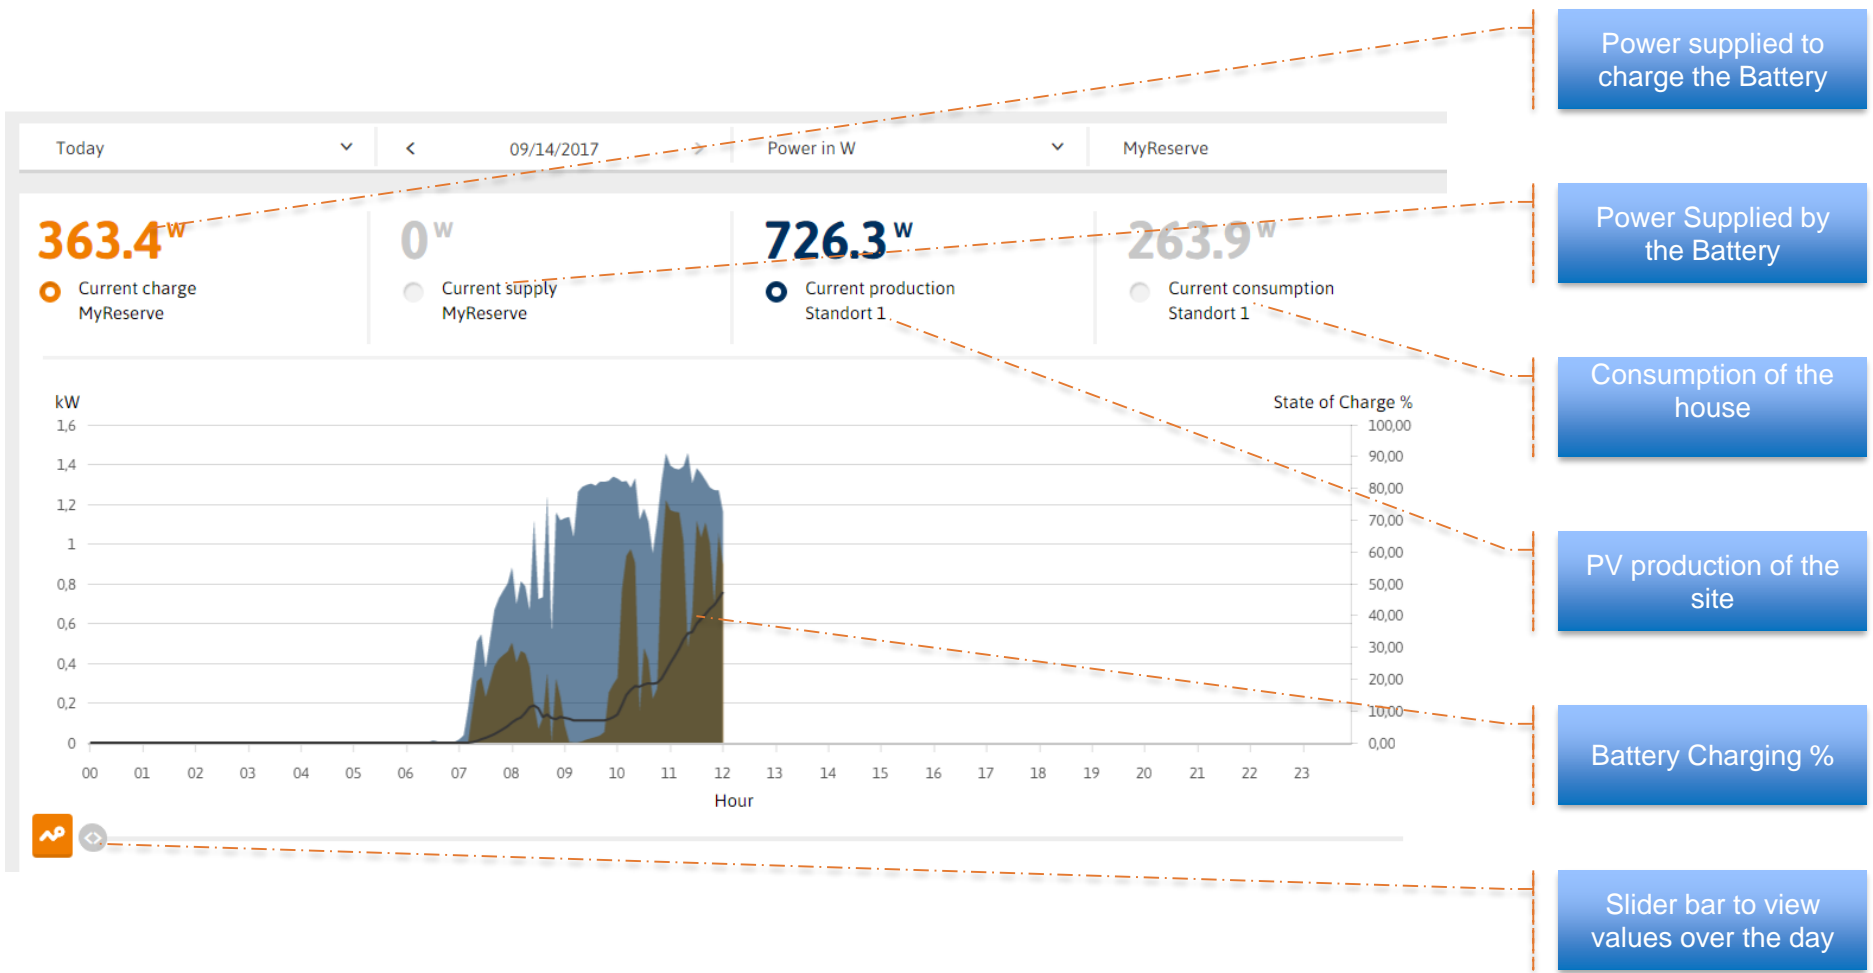 Power supplied to
charge the Battery
Today
09/14/2017
Power in W
MyReserve
363.4 W
0 W
726.3 W
263.9 W
Current charge
MyReserve
Current supply
MyReserve
Current production
Standort 1
Current consumption
Standort 1
Power Supplied by
the Battery
Consumption of the
house
PV production of the
site
Battery Charging %
Slider bar to view
values over the day
kW
1,6
1,4
1,2
1
0,8
0,6
0,4
0,2
0
State of Charge %
100,00
90,00
80,00
70,00
60,00
50,00
40,00
30,00
20,00
10,00
0,00
00 01 02 03 04 05 06 07 08 09 10 11 12 13 14 15 16 17 18 19 20 21 22 23
Hour